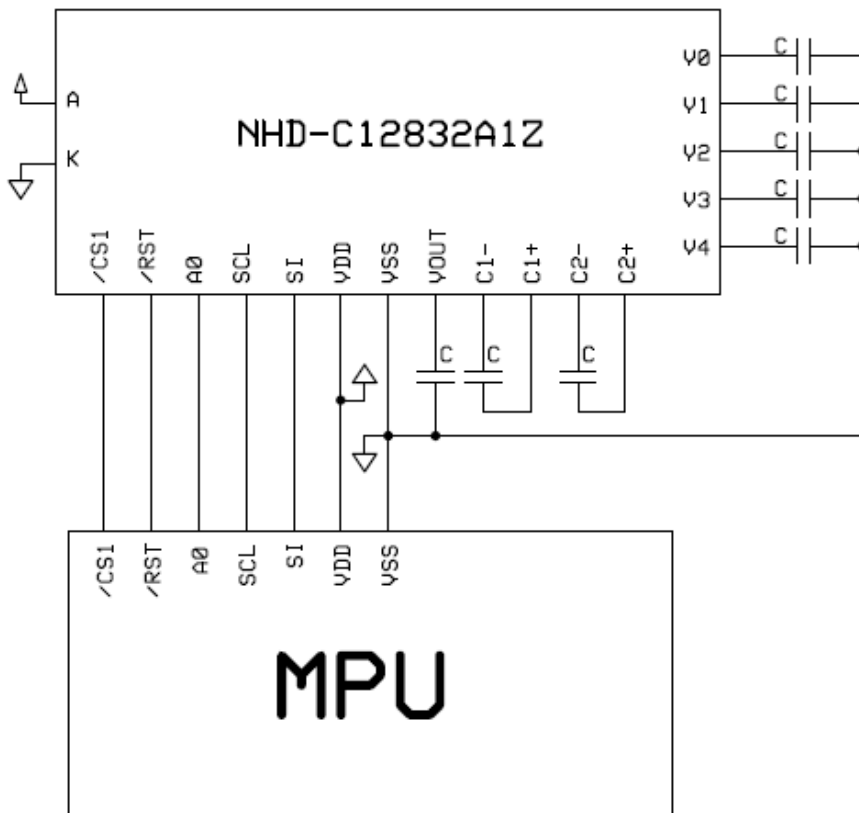 V0 C
A
V1 C
NHD-C12832A1Z
V2 C
K
V3 C
V4 C
/CS1 /RST A0 SCL SI VDD VSS VOUT C1- C1+ C2- C2+
C C C
/CS1 /RST A0 SCL SI VDD VSS
MPU